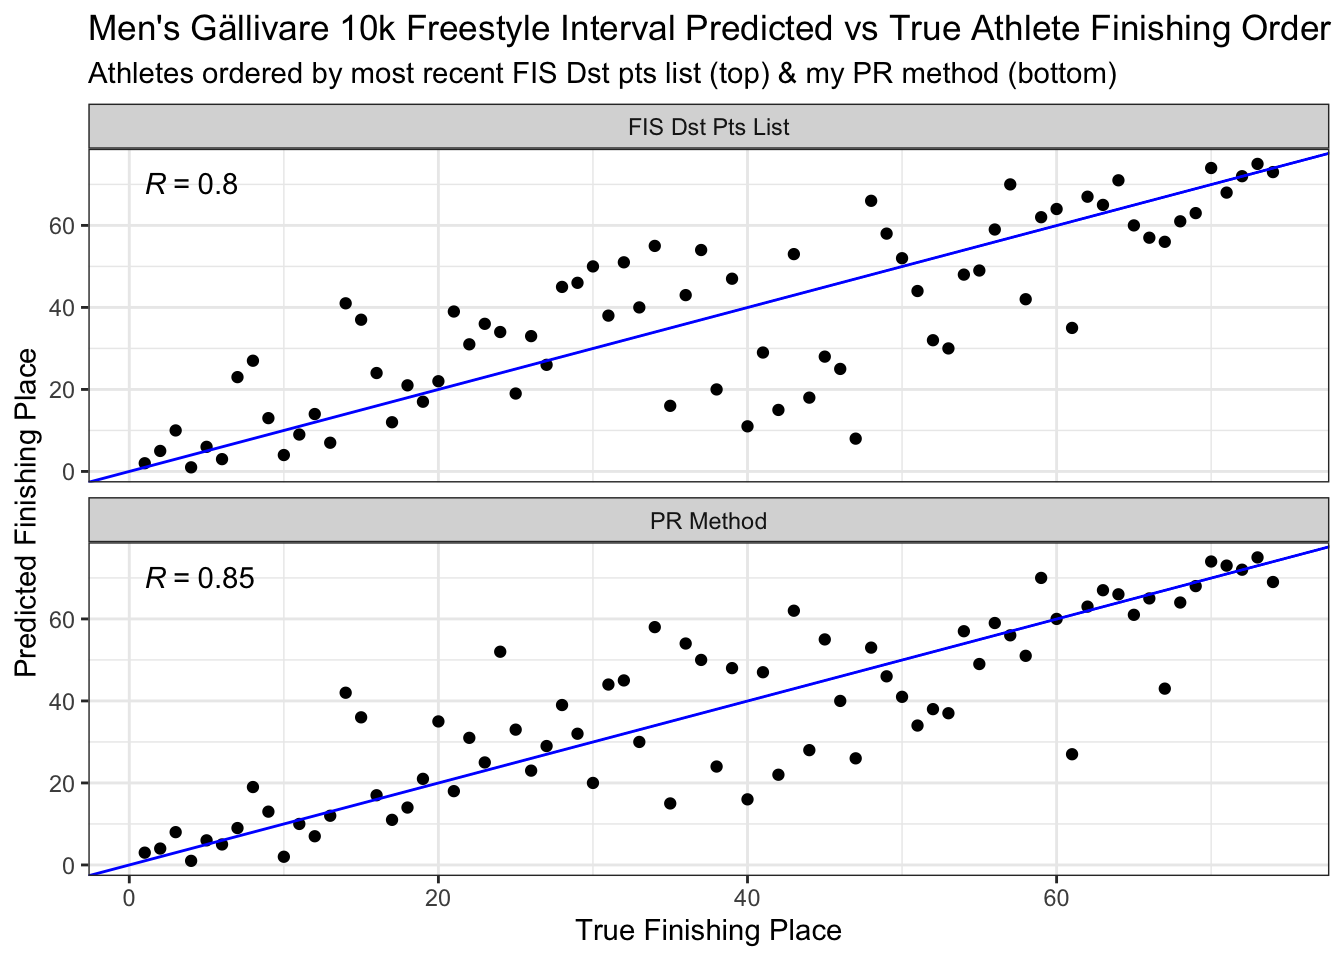 Men's Gällivare 10k Freestyle Interval Predicted vs True Athlete Finishing Order
Athletes ordered by most recent FIS Dst pts list (top) & my PR method (bottom)
FIS Dst Pts List
R = 0.8
60
40
20
0
Predicted Finishing Place
PR Method
R = 0.85
60
40
20
0
0 20 40 60
True Finishing Place